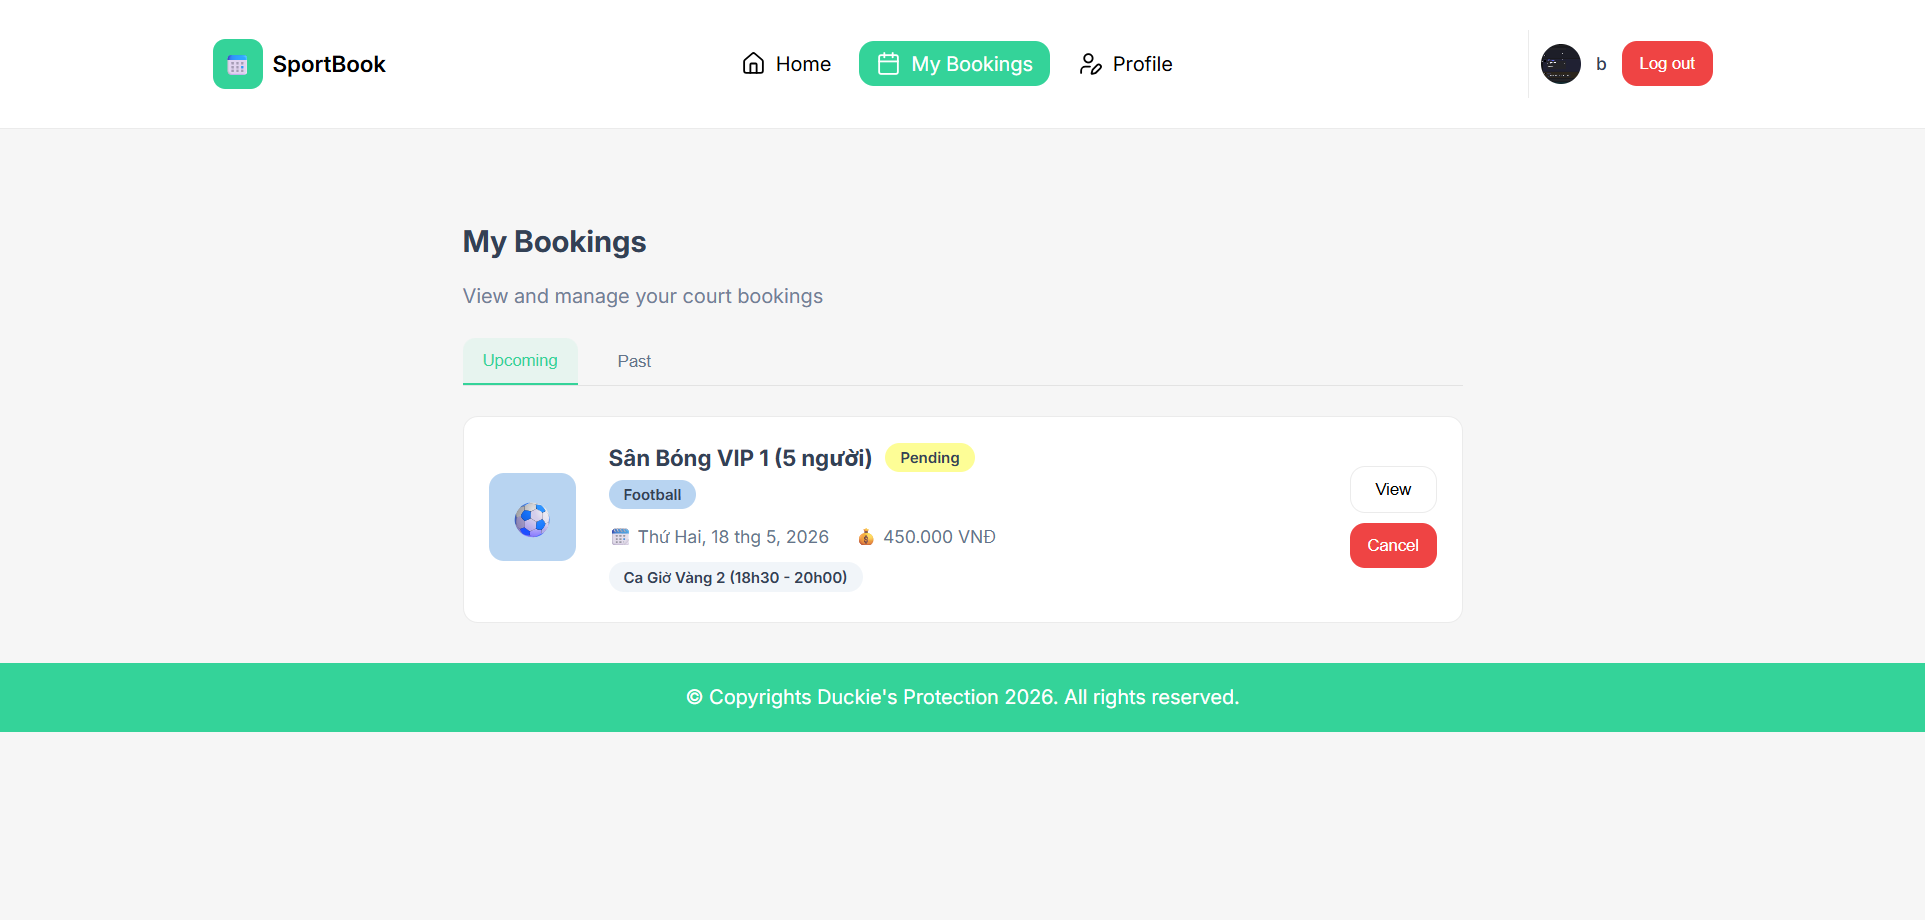 SportBook
Home
My Bookings
Profile
b
Log out
My Bookings
View and manage your court bookings
Upcoming
Past
Sân Bóng VIP 1 (5 người)
Pending
Football
Thứ Hai, 18 thg 5, 2026
450.000 VNĐ
Ca Giờ Vàng 2 (18h30 - 20h00)
View
Cancel
© Copyrights Duckie's Protection 2026. All rights reserved.